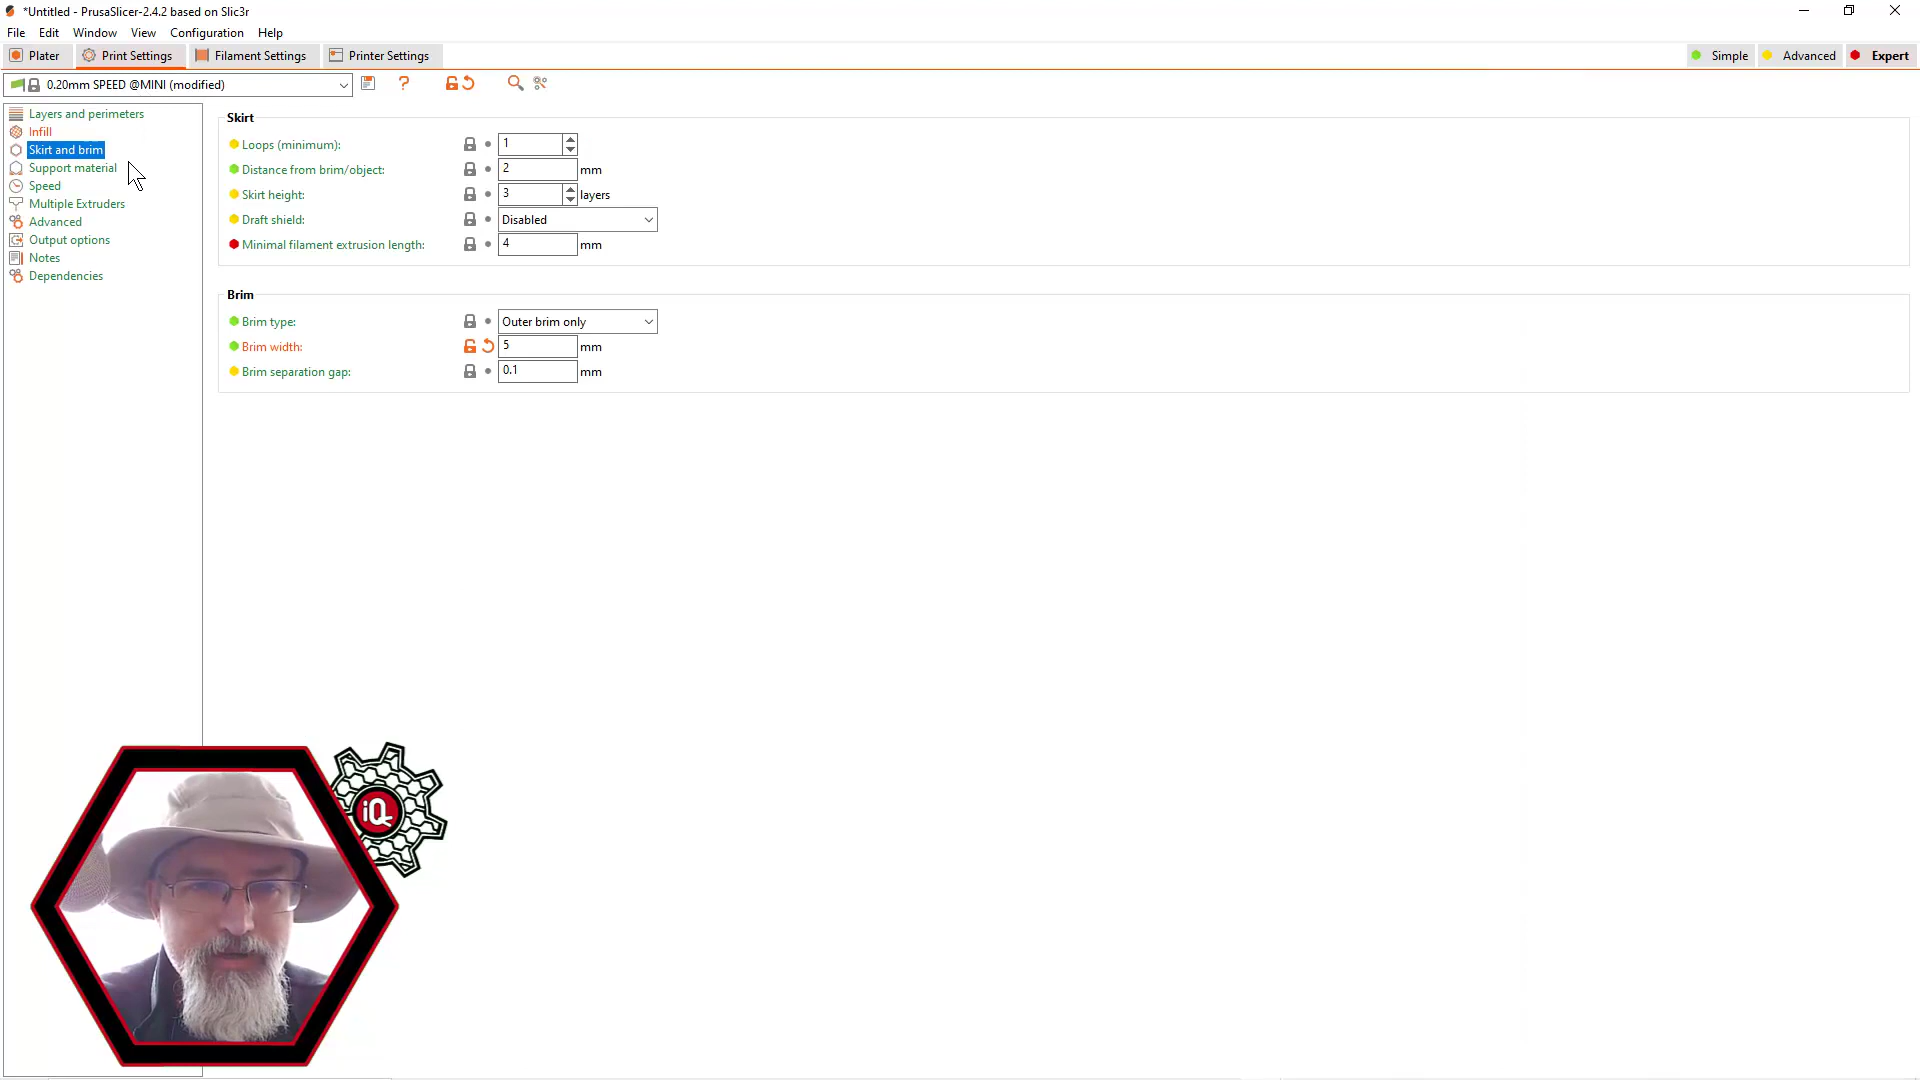 *Untitled - PrusaSlicer-2.4.2 based on Slic3r
File Edit Window View Configuration Help
Plater Print Settings Filament Settings Printer Settings Simple Advanced Expert
0.20mm SPEED @MINI (modified) ?
Layers and perimeters
Infill
Skirt and brim
Support material
Speed
Multiple Extruders
Advanced
Output options
Notes
Dependencies
Skirt
Loops (minimum): 1
Distance from brim/object: 2 mm
Skirt height: 3 layers
Draft shield: Disabled
Minimal filament extrusion length: 4 mm
Brim
Brim type: Outer brim only
Brim width: 5 mm
Brim separation gap: 0.1 mm
iQ